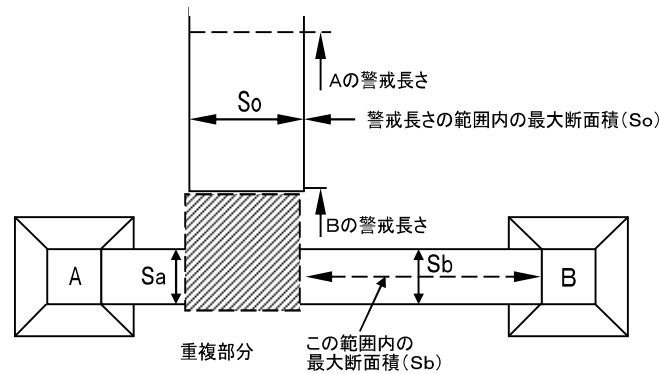 Aの警戒長さ
So
警戒長さの範囲内の最大断面積(So)
Bの警戒長さ
A
Sa
Sb
B
重複部分
この範囲内の
最大断面積(Sb)